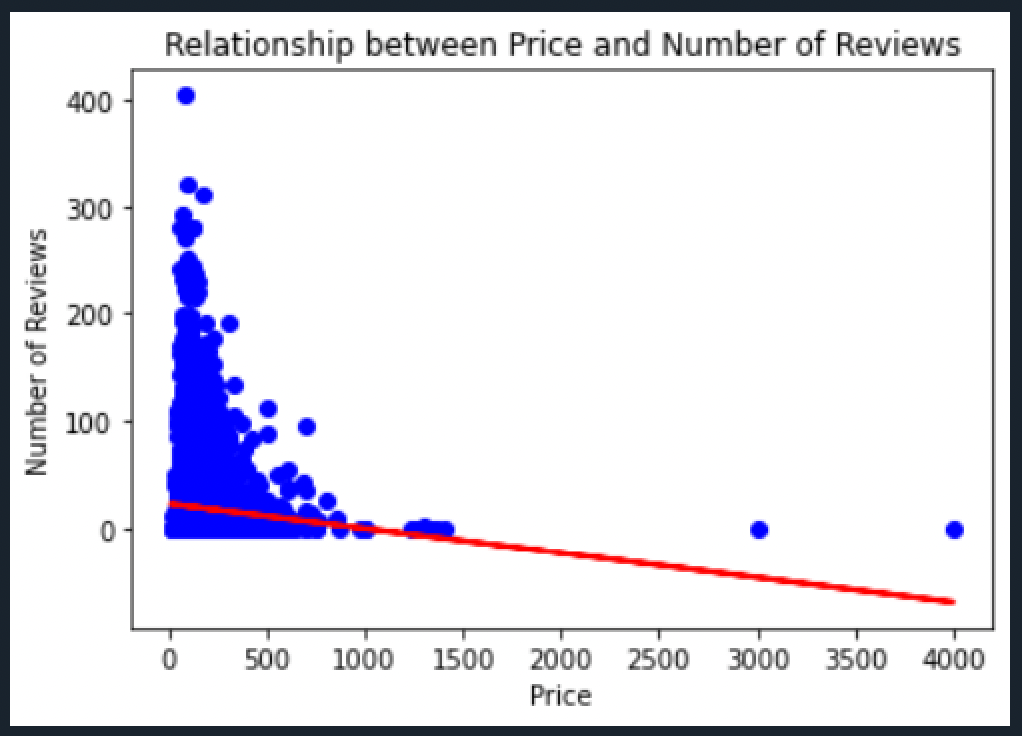 Relationship between Price and Number of Reviews
400
300
200
100
0
Number of Reviews
0 500 1000 1500 2000 2500 3000 3500 4000
Price